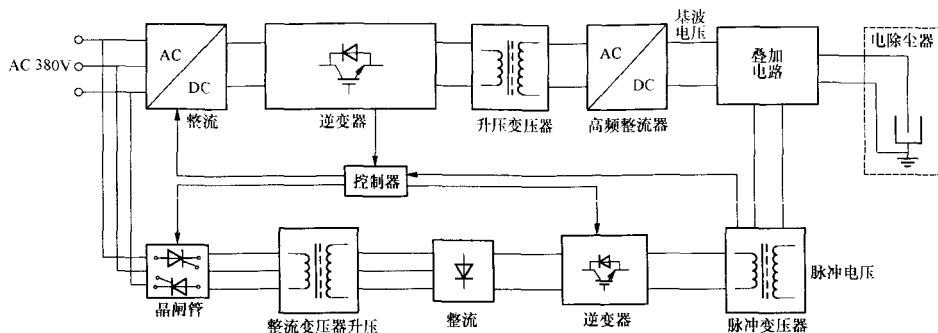 AC 380V
AC
DC
整流
逆变器
升压变压器
AC
DC
高频整流器
基波
电压
叠加
电路
电除尘器
控制器
晶闸管
整流变压器升压
整流
逆变器
脉冲变压器
脉冲电压